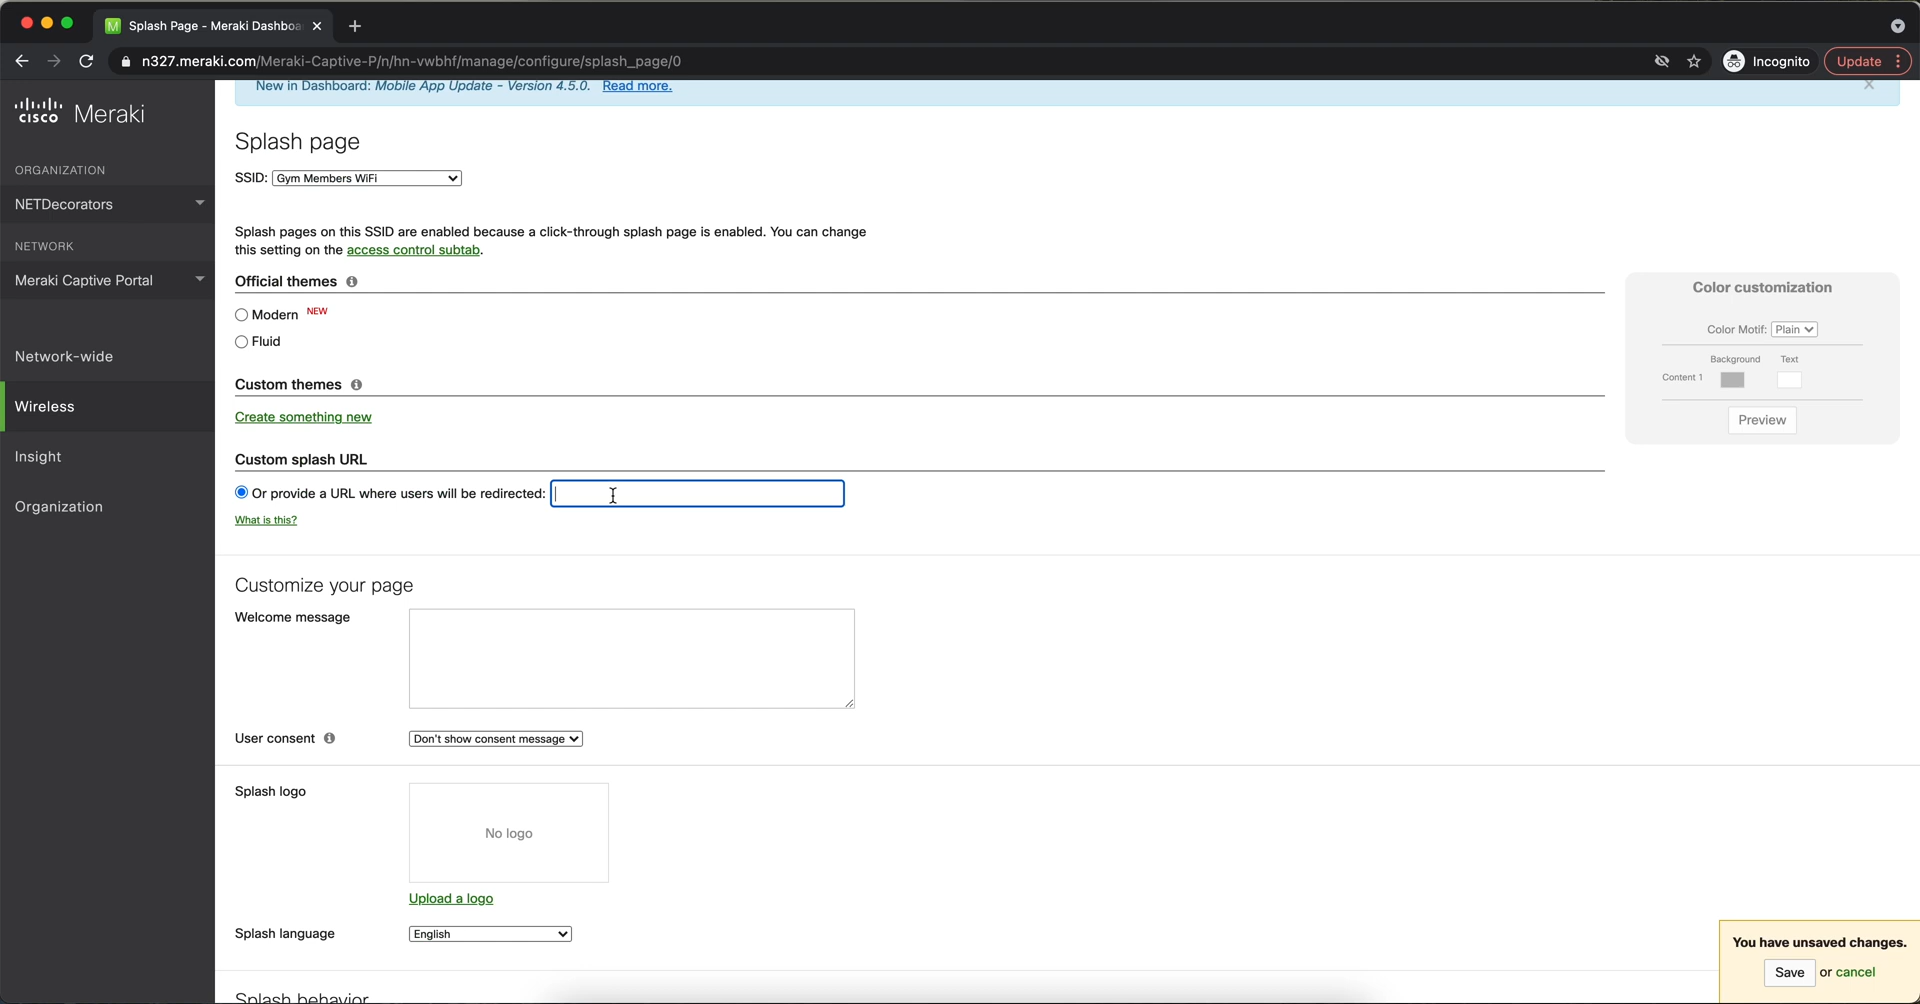 Splash Page - Meraki Dashboa
n327.meraki.com/Meraki-Captive-P/n/hn-vwbhf/manage/configure/splash_page/0
Incognito
Update
cisco Meraki
New in Dashboard: Mobile App Update - Version 4.5.0. Read more.
ORGANIZATION
NETDecorators
NETWORK
Meraki Captive Portal
Network-wide
Wireless
Insight
Organization
Splash page
SSID: Gym Members WiFi
Splash pages on this SSID are enabled because a click-through splash page is enabled. You can change
this setting on the access control subtab.
Official themes
Modern NEW
Fluid
Custom themes
Create something new
Custom splash URL
Or provide a URL where users will be redirected:
What is this?
Color customization
Color Motif: Plain
Background Text
Content 1
Preview
Customize your page
Welcome message
User consent Don't show consent message
Splash logo
No logo
Upload a logo
Splash language English
Splash behavior
You have unsaved changes.
Save or cancel